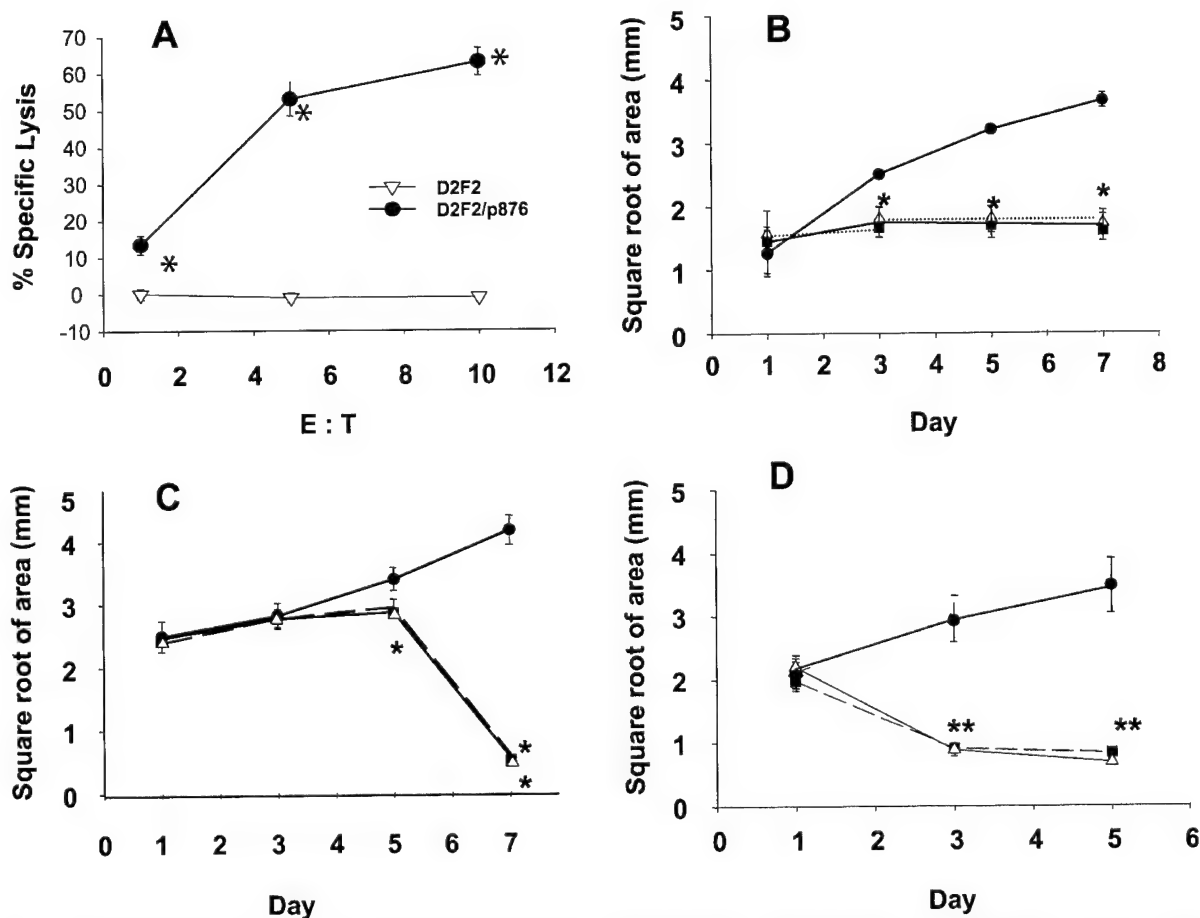 A
% Specific Lysis
70
60
50
40
30
20
10
0
-10
*
*
*
D2F2
D2F2/p876
0 2 4 6 8 10 12
E : T
B
Square root of area (mm)
5
4
3
2
1
0
* * *
0 1 2 3 4 5 6 7 8
Day
C
Square root of area (mm)
5
4
3
2
1
0
*
*
*
0 1 2 3 4 5 6 7
Day
D
Square root of area (mm)
5
4
3
2
1
0
** **
0 1 2 3 4 5 6
Day